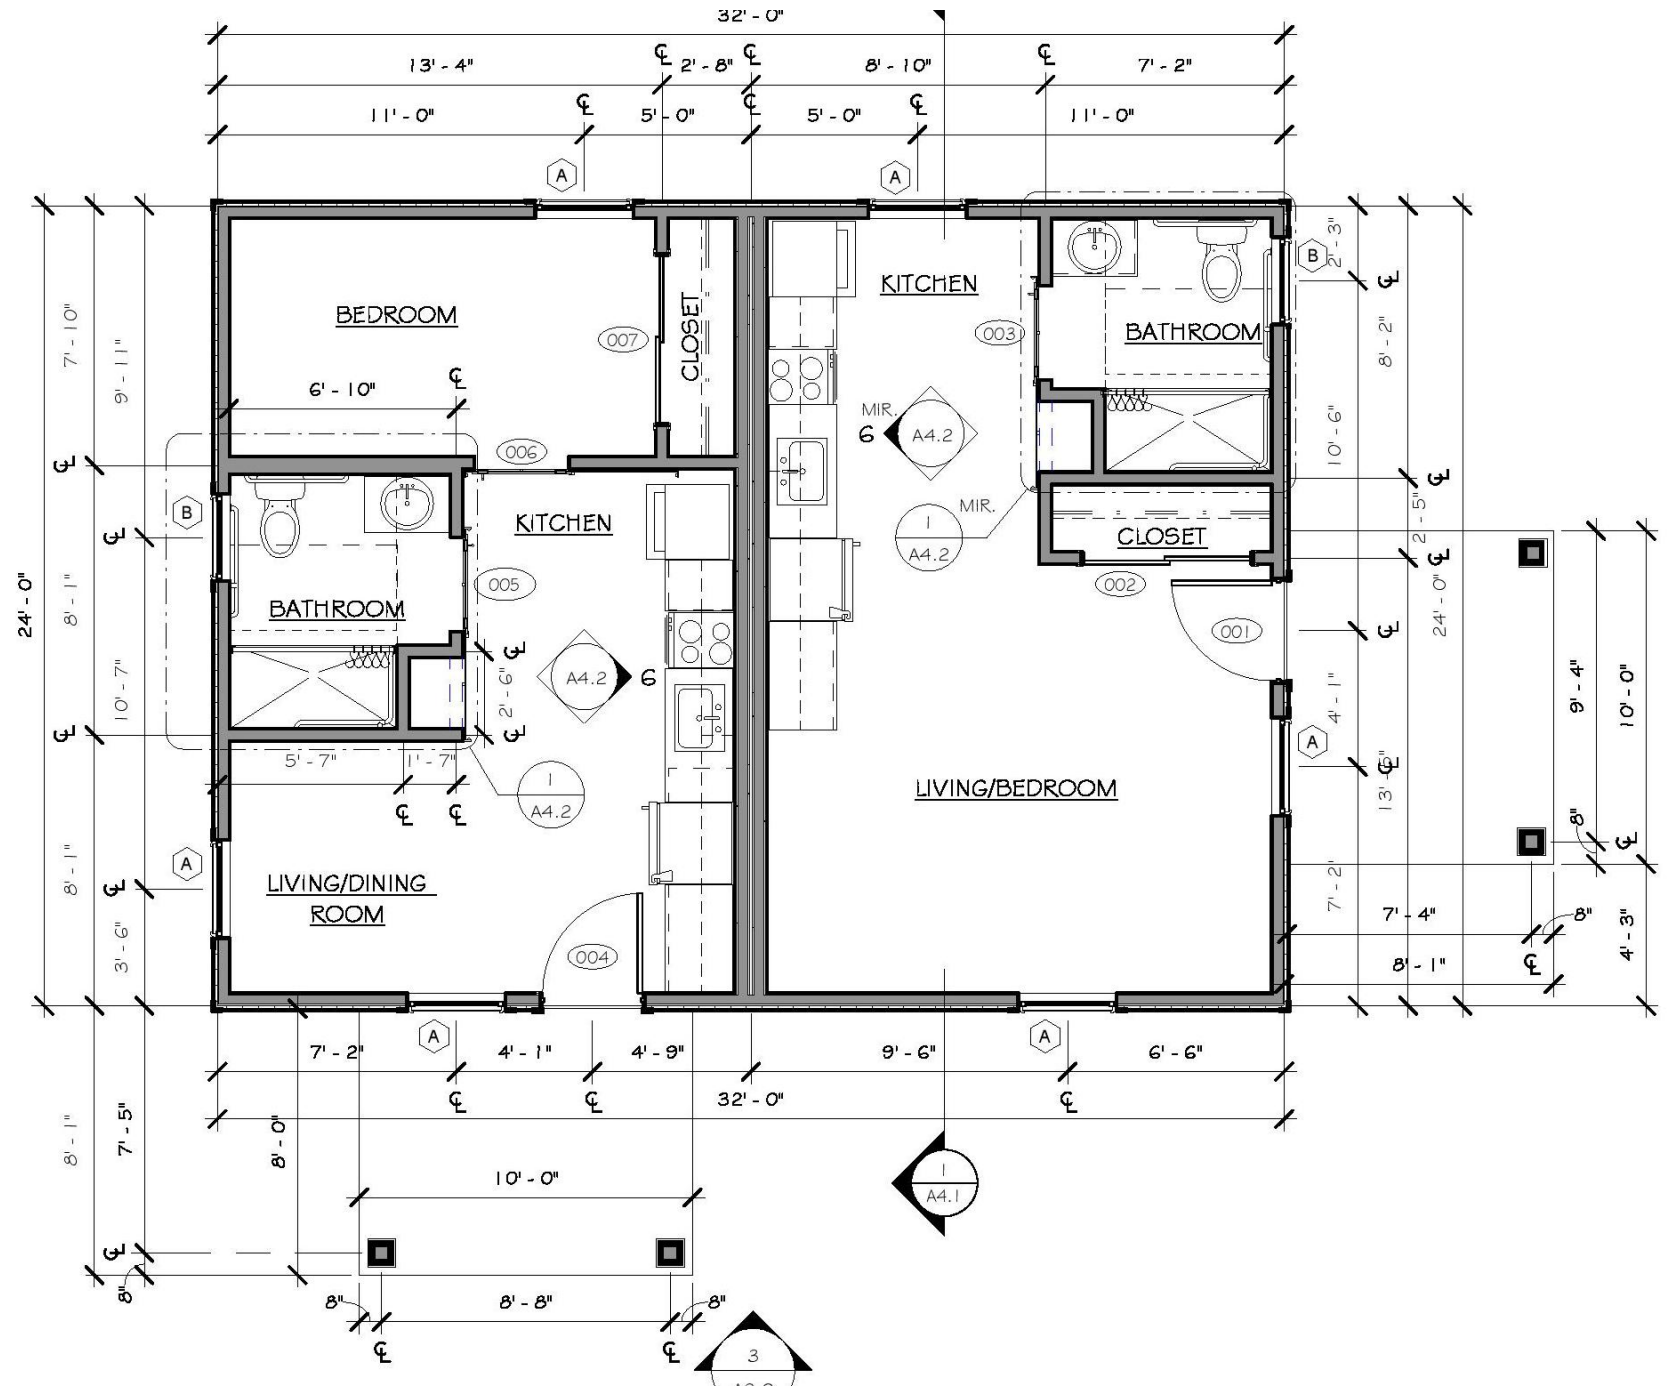 32' - 0"
13' - 4"
2' - 8"
8' - 10"
7' - 2"
11' - 0"
5' - 0"
5' - 0"
11' - 0"
A
A
B
2' - 3"
BEDROOM
CLOSET
007
KITCHEN
003
BATHROOM
7' - 10"
9' - 11"
8' - 2"
6' - 10"
MIR.
6
A4.2
10' - 6"
006
B
KITCHEN
1
A4.2
MIR.
CLOSET
2' - 5"
005
002
BATHROOM
24' - 0"
8' - 1"
24' - 0"
001
A4.2
6
10' - 7"
2' - 6"
4' - 1"
9' - 4"
10' - 0"
5' - 7"
1' - 7"
1
A4.2
A
LIVING/BEDROOM
8"
A
8' - 1"
LIVING/DINING
ROOM
7' - 2"
7' - 4"
8"
3' - 6"
004
8' - 1"
4' - 3"
A
A
7' - 2"
4' - 1"
4' - 9"
9' - 6"
6' - 6"
32' - 0"
8' - 1"
7' - 5"
8' - 0"
10' - 0"
1
A4.1
8"
8"
8' - 8"
8"
3